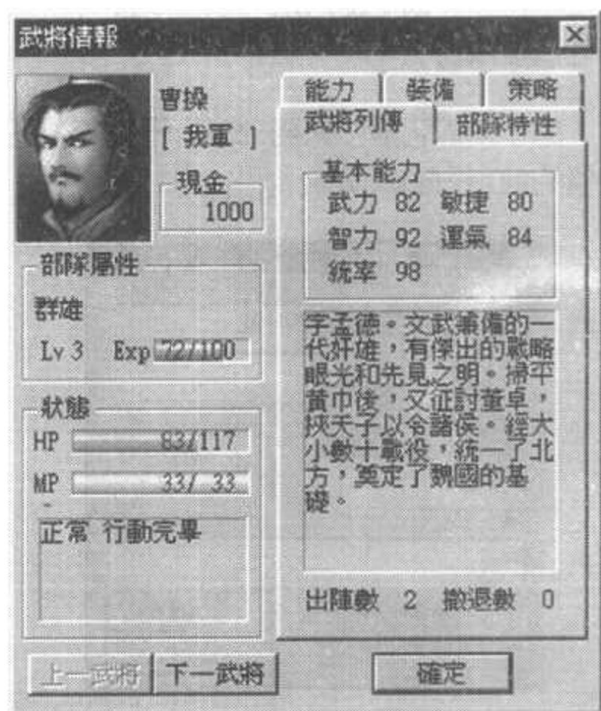 武將情報
曹操
[ 我軍 ]
現金
1000
部隊屬性
群雄
Lv 3 Exp 72/100
狀態
HP 83/117
MP 33/ 33
正常 行動完畢
能力 裝備 策略
武將列傳 部隊特性
基本能力
武力 82 敏捷 80
智力 92 運氣 84
統率 98
字孟德。文武兼備的一
代奸雄，有傑出的戰略
眼光和先見之明。掃平
黃巾後，又征討董卓，
挾天子以令諸侯。經大
小數十戰役，統一了北
方，奠定了魏國的基
礎。
出陣數 2 撤退數 0
上一武將 下一武將 確定